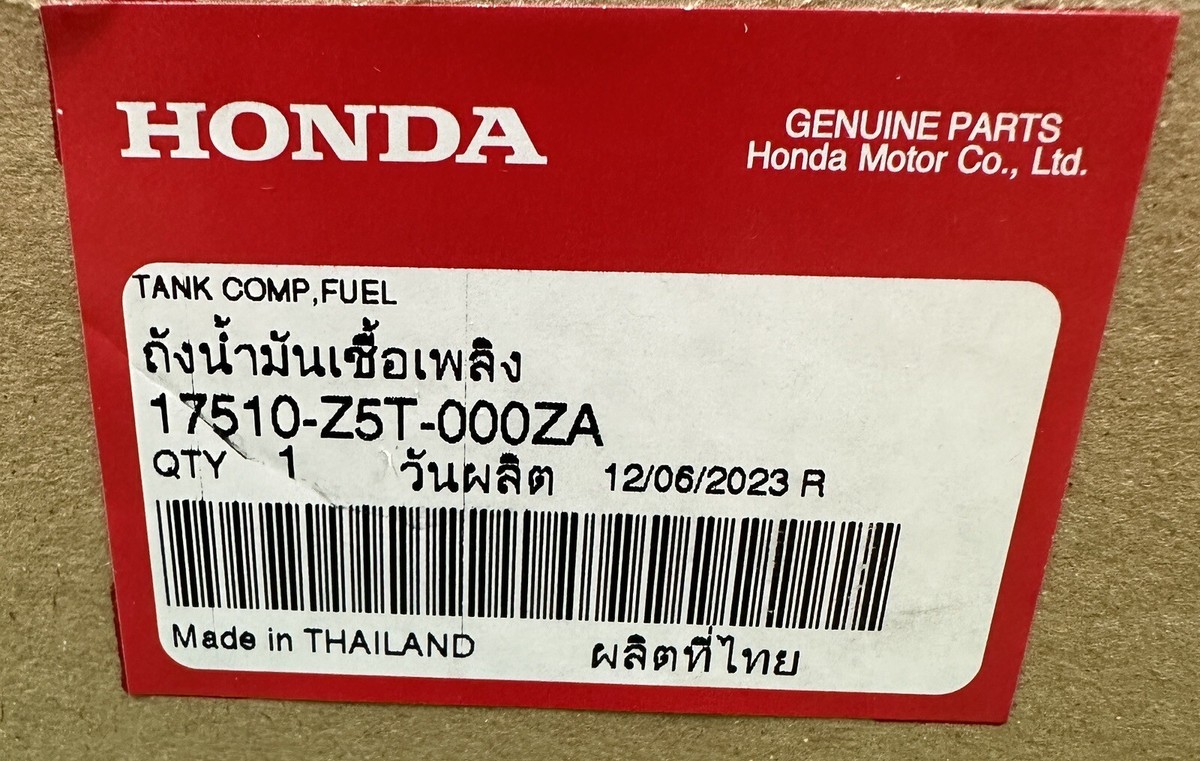 HONDA
GENUINE PARTS
Honda Motor Co., Ltd.
TANK COMP,FUEL
ถังน้ำมันเชื้อเพลิง
17510-Z5T-000ZA
QTY 1 วันผลิต 12/06/2023 R
Made in THAILAND ผลิตที่ไทย